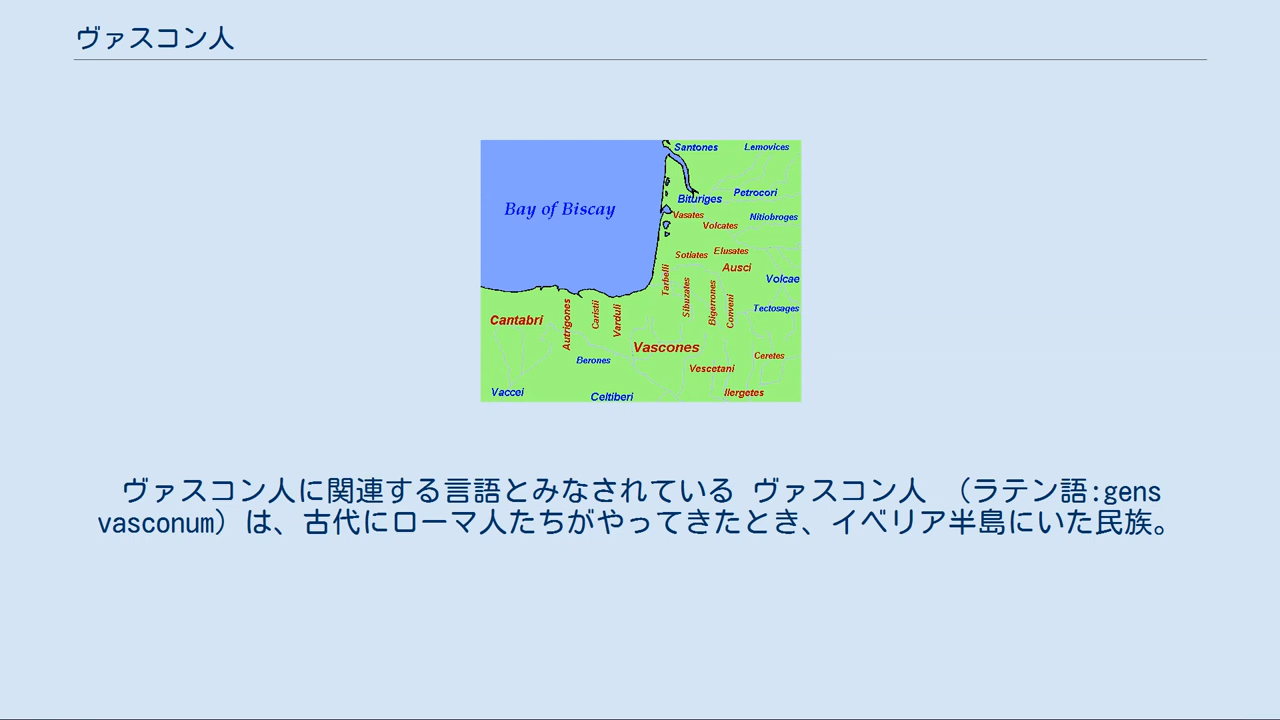 ヴァスコン人
Santones
Lemovices
Petrocori
Bituriges
Bay of Biscay
Vasates
Nitiobroges
Volcates
Sotiates
Elusates
Ausci
Tarbelli
Sibuzates
Bigerrones
Conveni
Volcae
Tectosages
Cantabri
Autrigones
Caristii
Varduli
Vascones
Berones
Ceretes
Vescetani
Vaccei
Celtiberi
Ilergetes
ヴァスコン人に関連する言語とみなされている ヴァスコン人 （ラテン語:gens
vasconum）は、古代にローマ人たちがやってきたとき、イベリア半島にいた民族。